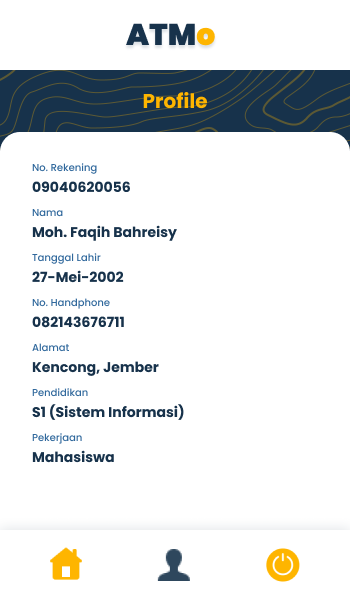 ATMo
Profile
No. Rekening
09040620056
Nama
Moh. Faqih Bahreisy
Tanggal Lahir
27-Mei-2002
No. Handphone
082143676711
Alamat
Kencong, Jember
Pendidikan
S1 (Sistem Informasi)
Pekerjaan
Mahasiswa